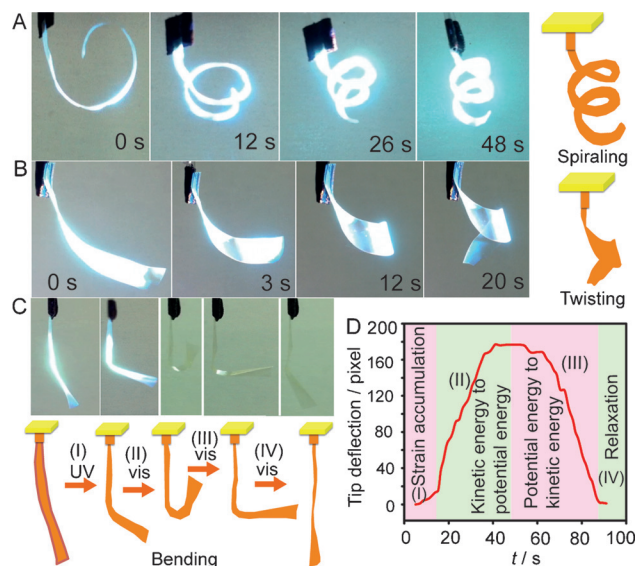 A
0 s
12 s
26 s
48 s
Spiraling
B
0 s
3 s
12 s
20 s
Twisting
C
(I)
UV
(II)
vis
(III)
vis
(IV)
vis
Bending
D
Tip deflection / pixel
200
160
120
80
40
0
(I)
Strain accumulation
(II)
Kinetic energy to
potential energy
Potential energy to
kinetic energy
(III)
Relaxation
(IV)
0 20 40 60 80 100
t / s